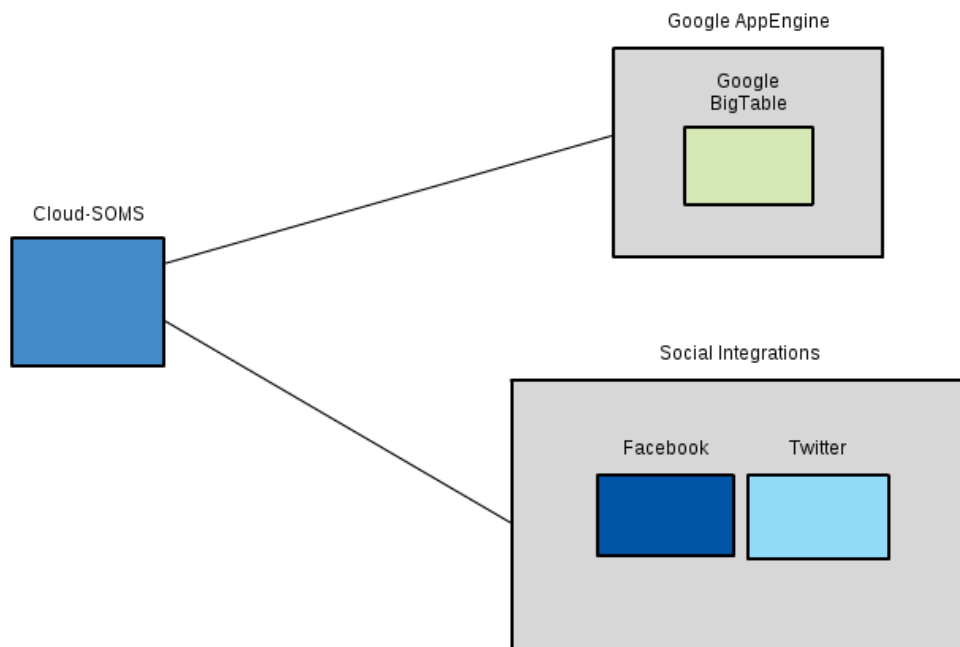 Google AppEngine
Google
BigTable
Cloud-SOMS
Social Integrations
Facebook
Twitter